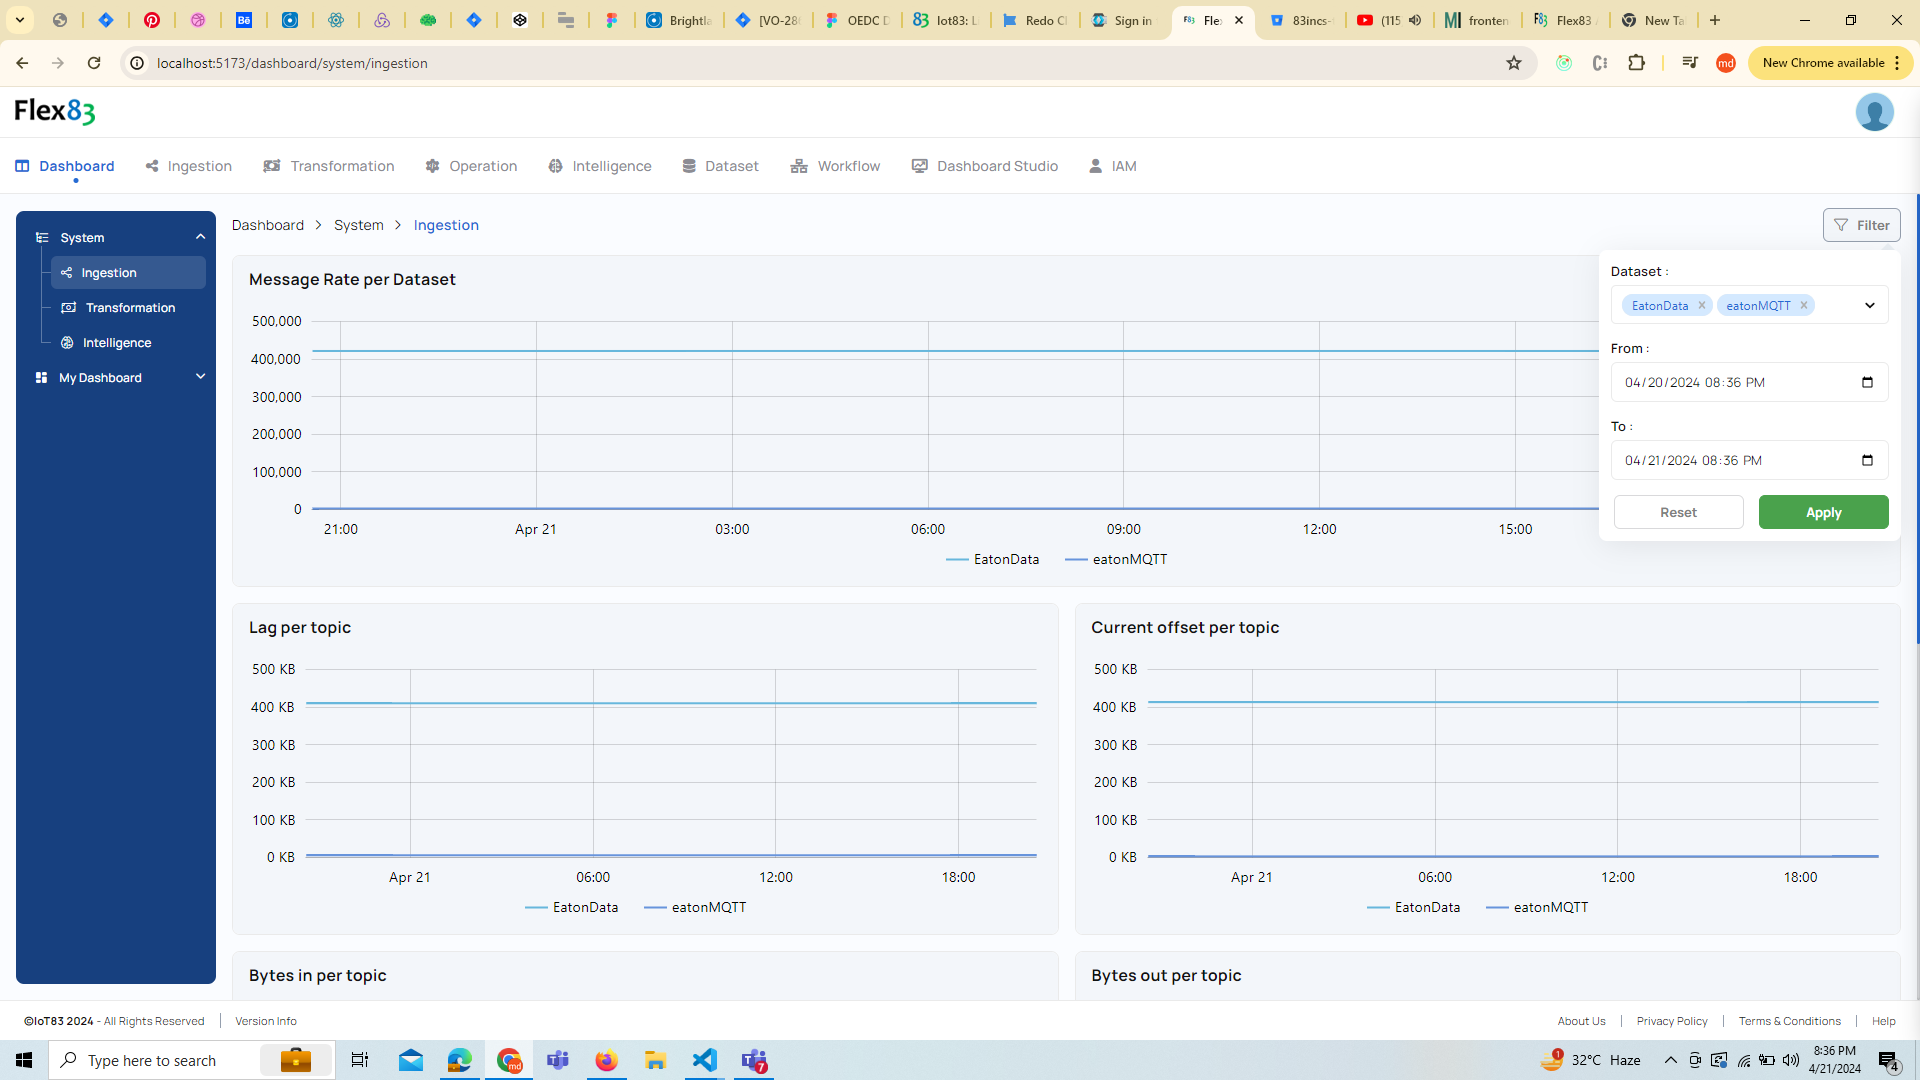 Brightla
[VO-286
OEDC D
Iot83: L
Redo Cl
Sign in
Flex
83incs-
(115
fronten
Flex83
New Ta
localhost:5173/dashboard/system/ingestion
md
New Chrome available
Flex83
Dashboard
Ingestion
Transformation
Operation
Intelligence
Dataset
Workflow
Dashboard Studio
IAM
System
Ingestion
Transformation
Intelligence
My Dashboard
Dashboard > System > Ingestion
Filter
Dataset :
EatonData × eatonMQTT ×
From :
04/20/2024 08:36 PM
To :
04/21/2024 08:36 PM
Reset
Apply
Message Rate per Dataset
500,000
400,000
300,000
200,000
100,000
0
21:00 Apr 21 03:00 06:00 09:00 12:00 15:00
EatonData eatonMQTT
Lag per topic
500 KB
400 KB
300 KB
200 KB
100 KB
0 KB
Apr 21 06:00 12:00 18:00
EatonData eatonMQTT
Current offset per topic
500 KB
400 KB
300 KB
200 KB
100 KB
0 KB
Apr 21 06:00 12:00 18:00
EatonData eatonMQTT
Bytes in per topic
Bytes out per topic
©IoT83 2024 - All Rights Reserved
Version Info
About Us
Privacy Policy
Terms & Conditions
Help
Type here to search
md
7
1
32°C Haze
8:36 PM
4/21/2024
4